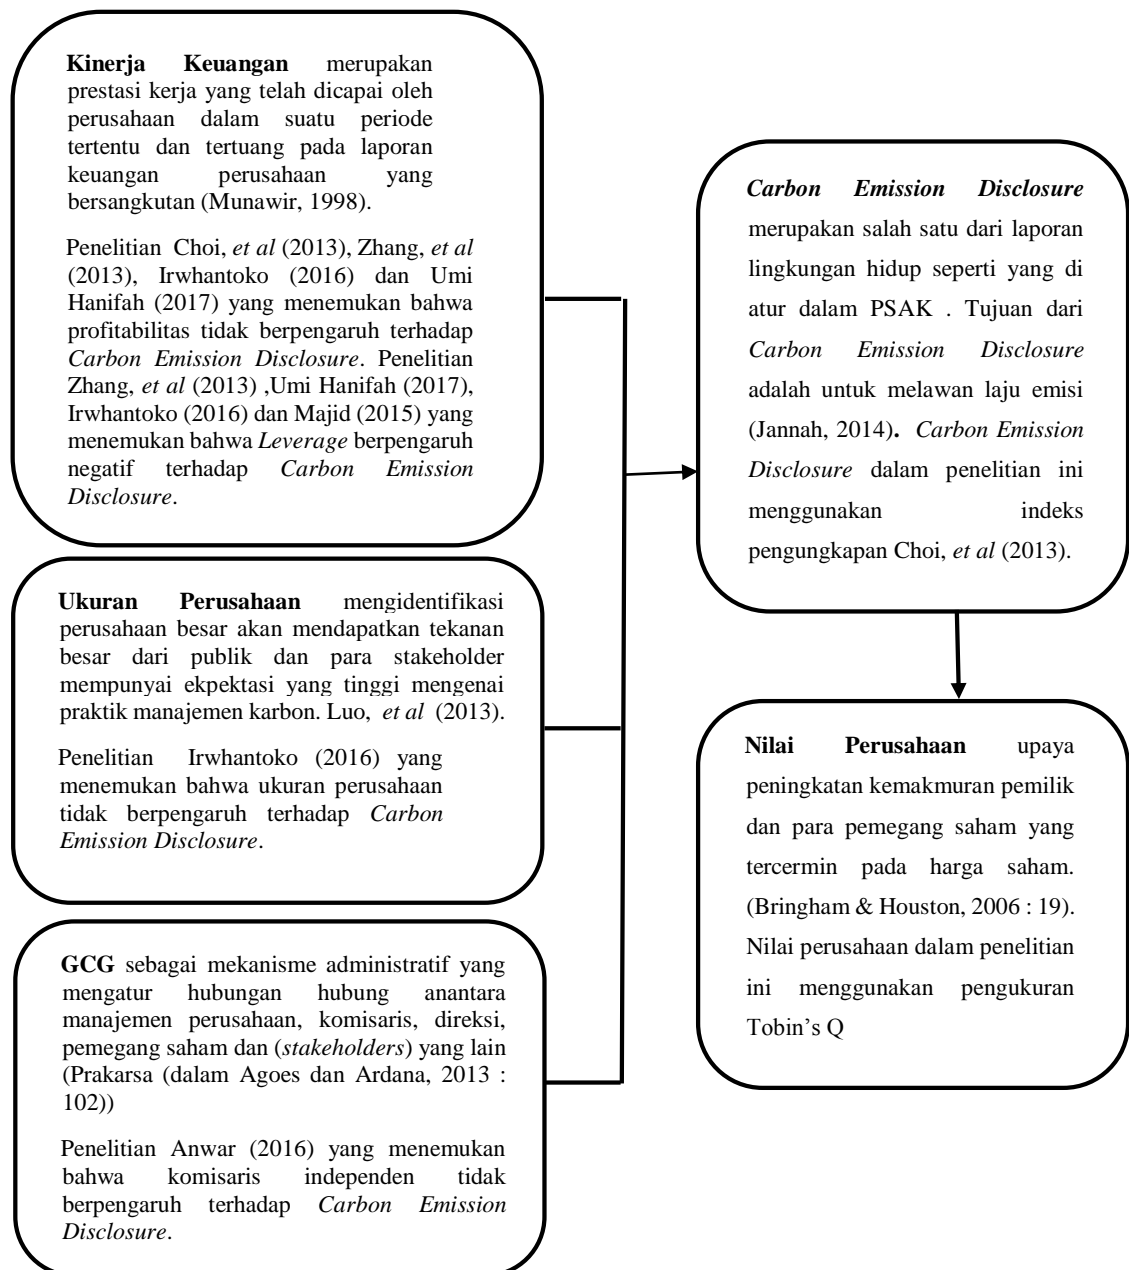 Kinerja Keuangan merupakan
prestasi kerja yang telah dicapai oleh
perusahaan dalam suatu periode
tertentu dan tertuang pada laporan
keuangan perusahaan yang
bersangkutan (Munawir, 1998).
Penelitian Choi, et al (2013), Zhang, et al
(2013), Irwhantoko (2016) dan Umi
Hanifah (2017) yang menemukan bahwa
profitabilitas tidak berpengaruh terhadap
Carbon Emission Disclosure. Penelitian
Zhang, et al (2013) ,Umi Hanifah (2017),
Irwhantoko (2016) dan Majid (2015) yang
menemukan bahwa Leverage berpengaruh
negatif terhadap Carbon Emission
Disclosure.
Ukuran Perusahaan mengidentifikasi
perusahaan besar akan mendapatkan tekanan
besar dari publik dan para stakeholder
mempunyai ekpektasi yang tinggi mengenai
praktik manajemen karbon. Luo, et al (2013).
Penelitian Irwhantoko (2016) yang
menemukan bahwa ukuran perusahaan
tidak berpengaruh terhadap Carbon
Emission Disclosure.
GCG sebagai mekanisme administratif yang
mengatur hubungan hubung anantara
manajemen perusahaan, komisaris, direksi,
pemegang saham dan (stakeholders) yang lain
(Prakarsa (dalam Agoes dan Ardana, 2013 :
102))
Penelitian Anwar (2016) yang menemukan
bahwa komisaris independen tidak
berpengaruh terhadap Carbon Emission
Disclosure.
Carbon Emission Disclosure
merupakan salah satu dari laporan
lingkungan hidup seperti yang di
atur dalam PSAK . Tujuan dari
Carbon Emission Disclosure
adalah untuk melawan laju emisi
(Jannah, 2014). Carbon Emission
Disclosure dalam penelitian ini
menggunakan indeks
pengungkapan Choi, et al (2013).
Nilai Perusahaan upaya
peningkatan kemakmuran pemilik
dan para pemegang saham yang
tercermin pada harga saham.
(Bringham & Houston, 2006 : 19).
Nilai perusahaan dalam penelitian
ini menggunakan pengukuran
Tobin's Q